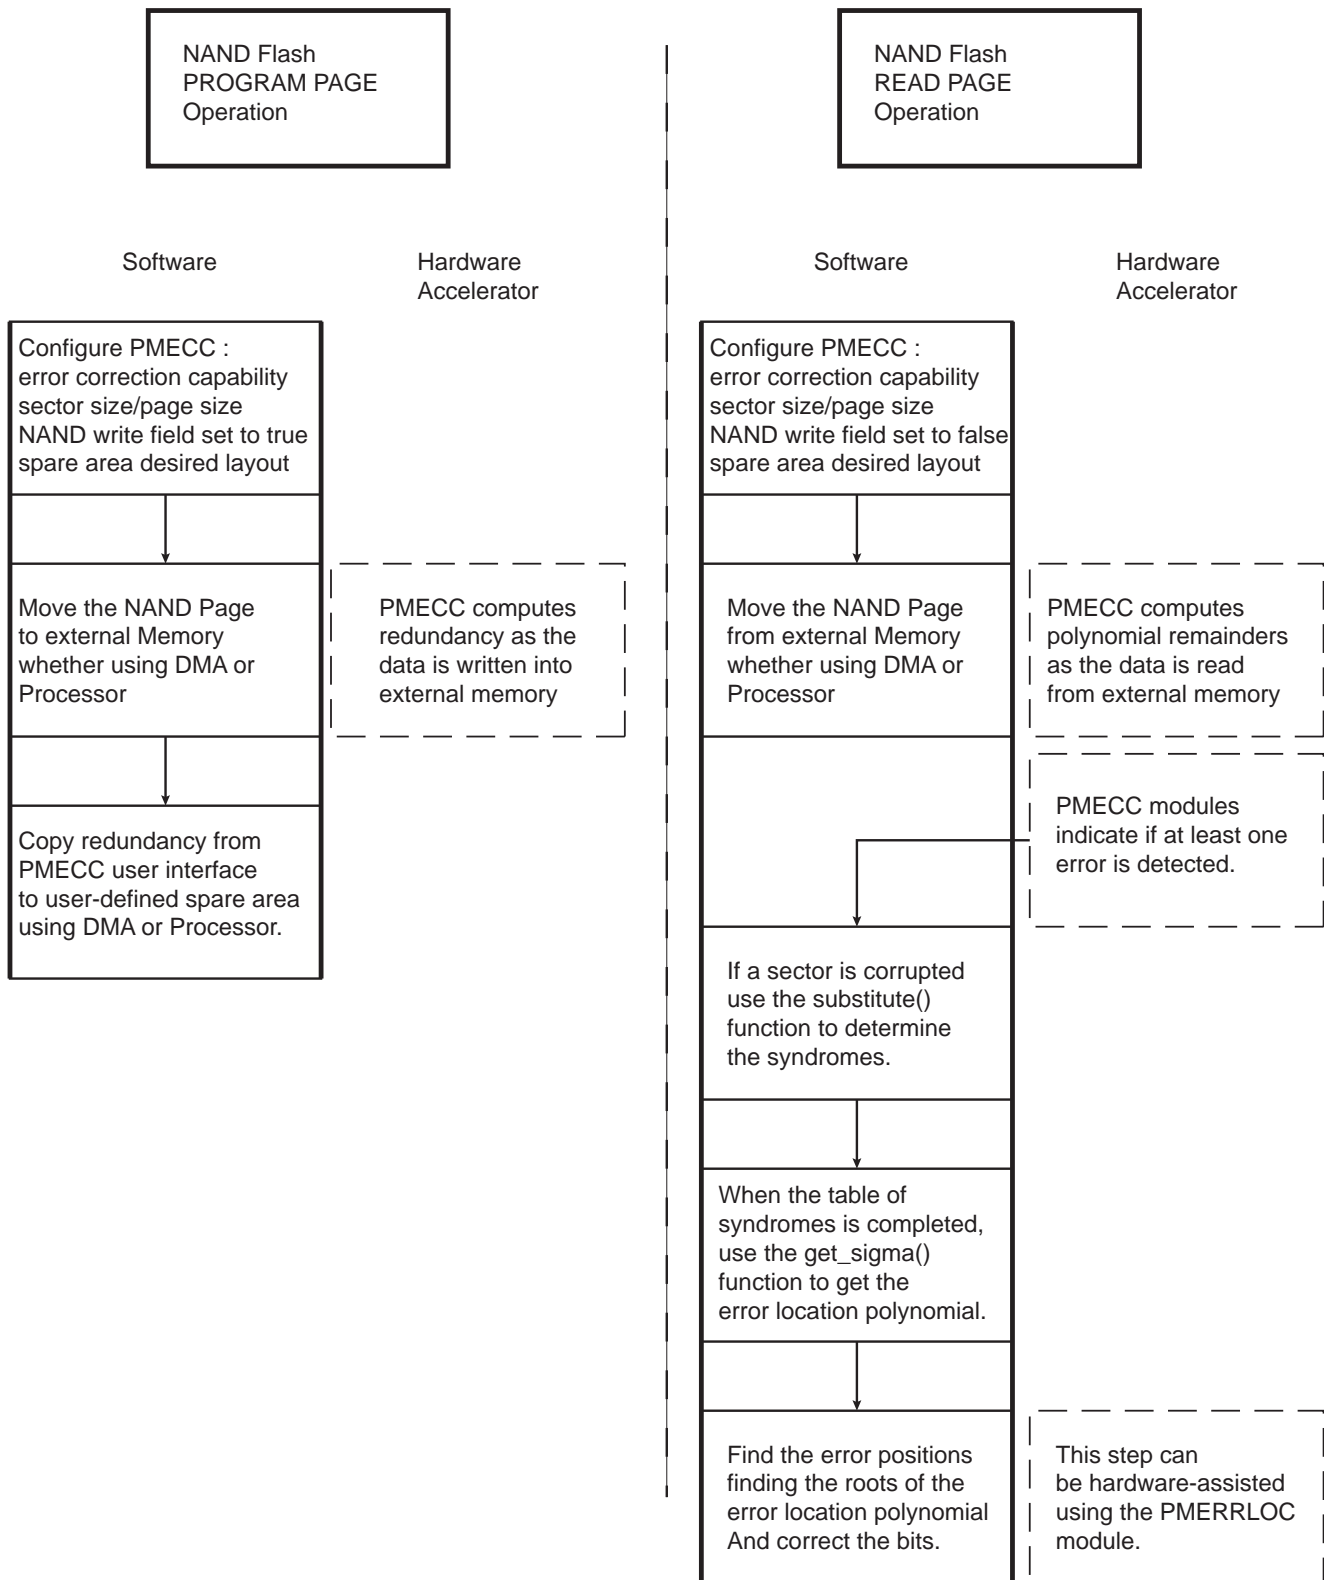 NAND Flash
PROGRAM PAGE
Operation
Software
Hardware
Accelerator
Configure PMECC :
error correction capability
sector size/page size
NAND write field set to true
spare area desired layout
Move the NAND Page
to external Memory
whether using DMA or
Processor
PMECC computes
redundancy as the
data is written into
external memory
Copy redundancy from
PMECC user interface
to user-defined spare area
using DMA or Processor.
NAND Flash
READ PAGE
Operation
Software
Hardware
Accelerator
Configure PMECC :
error correction capability
sector size/page size
NAND write field set to false
spare area desired layout
Move the NAND Page
from external Memory
whether using DMA or
Processor
PMECC computes
polynomial remainders
as the data is read
from external memory
PMECC modules
indicate if at least one
error is detected.
If a sector is corrupted
use the substitute()
function to determine
the syndromes.
When the table of
syndromes is completed,
use the get_sigma()
function to get the
error location polynomial.
Find the error positions
finding the roots of the
error location polynomial
And correct the bits.
This step can
be hardware-assisted
using the PMERRLOC
module.